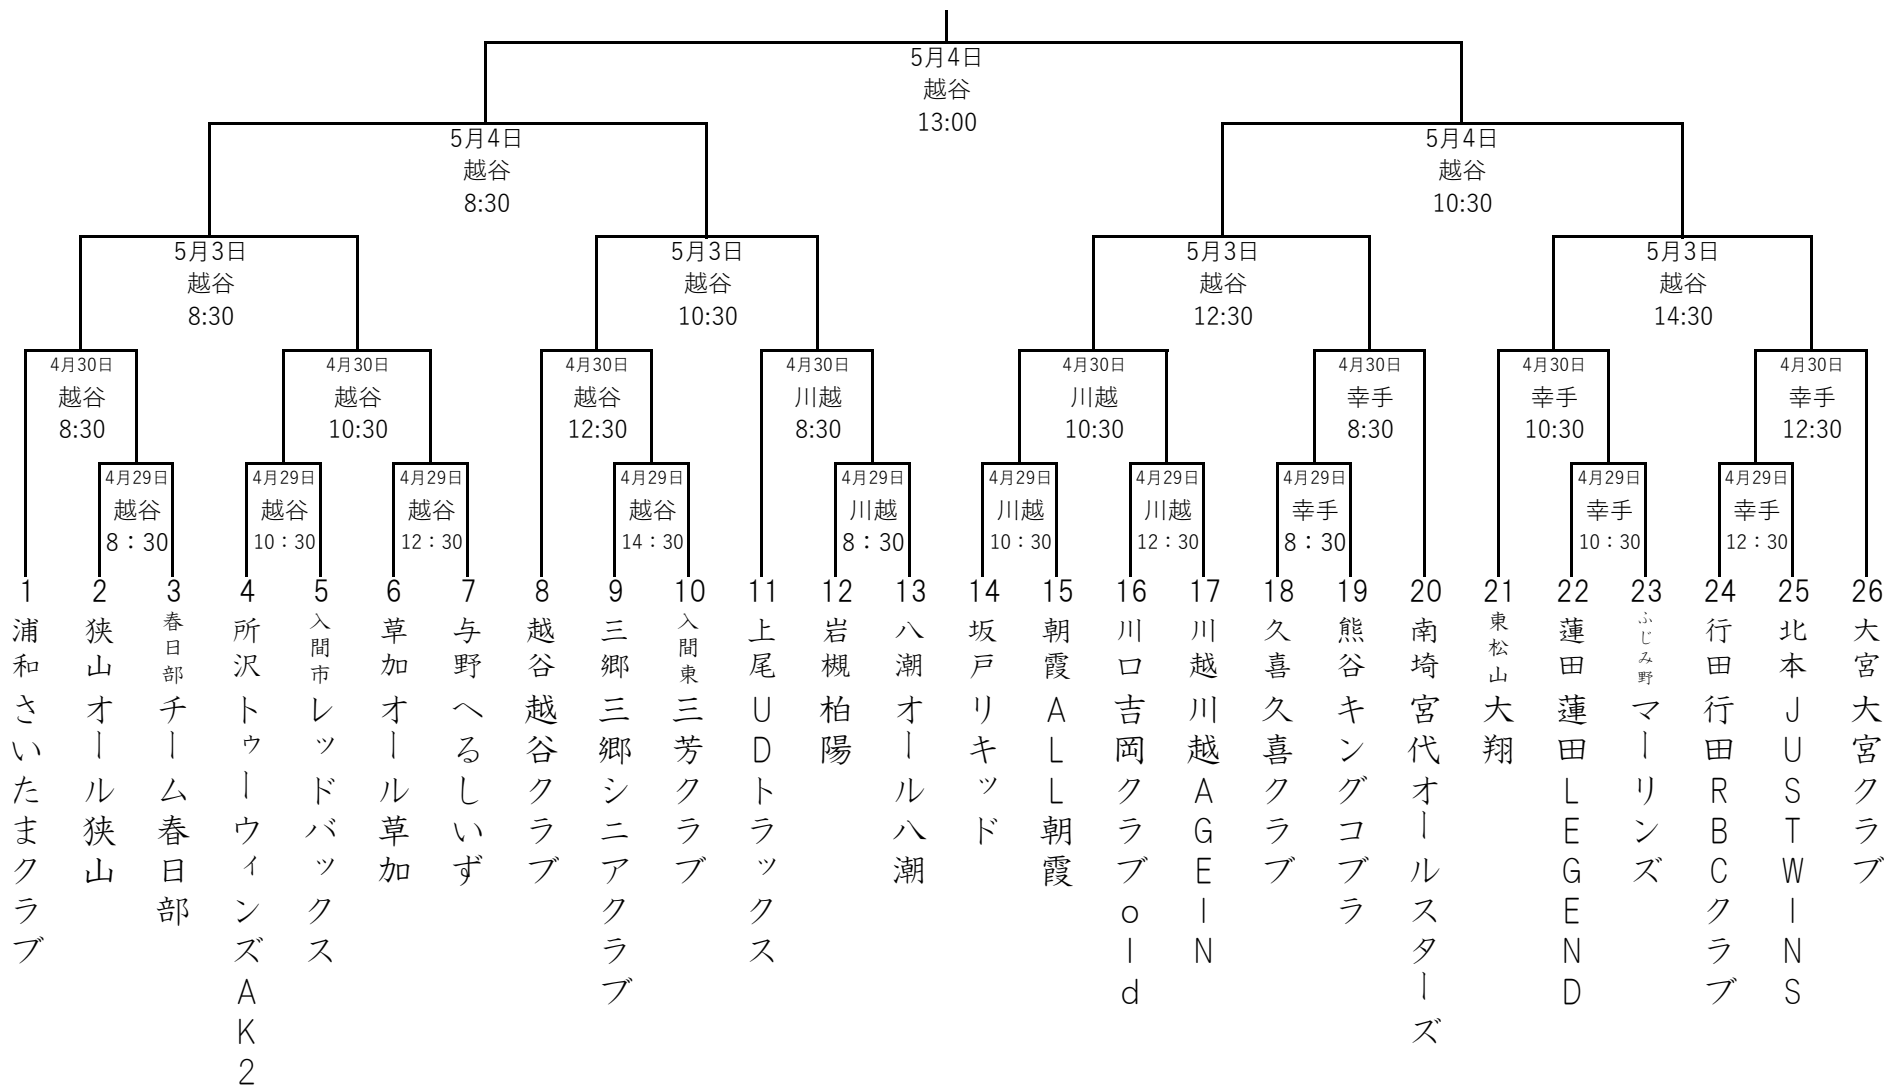 5月4日
越谷
13:00
5月4日
越谷
8:30
5月4日
越谷
10:30
5月3日
越谷
8:30
5月3日
越谷
10:30
5月3日
越谷
12:30
5月3日
越谷
14:30
4月30日
越谷
8:30
4月30日
越谷
10:30
4月30日
越谷
12:30
4月30日
川越
8:30
4月30日
川越
10:30
4月30日
幸手
8:30
4月30日
幸手
10:30
4月30日
幸手
12:30
4月29日
越谷
8：30
4月29日
越谷
10：30
4月29日
越谷
12：30
4月29日
越谷
14：30
4月29日
川越
8：30
4月29日
川越
10：30
4月29日
川越
12：30
4月29日
幸手
8：30
4月29日
幸手
10：30
4月29日
幸手
12：30
1
浦和
さいたまクラブ
2
狭山
オール狭山
3
春日部
チーム春日部
4
所沢
トゥーウィンズAK2
5
入間市
レッドバックス
6
草加
オール草加
7
与野
へるしいず
8
越谷
越谷クラブ
9
三郷
三郷シニアクラブ
10
入間東
三芳クラブ
11
上尾
UDトラックス
12
岩槻
柏陽
13
八潮
オール八潮
14
坂戸
リキッド
15
朝霞
ALL朝霞
16
川口
吉岡クラブold
17
川越
川越AGEIN
18
久喜
久喜クラブ
19
熊谷
キングコブラ
20
南埼
宮代オールスターズ
21
東松山
大翔
22
蓮田
蓮田LEGEND
23
ふじみ野
マーリンズ
24
行田
行田RBCクラブ
25
北本
JUSTWINS
26
大宮
大宮クラブ